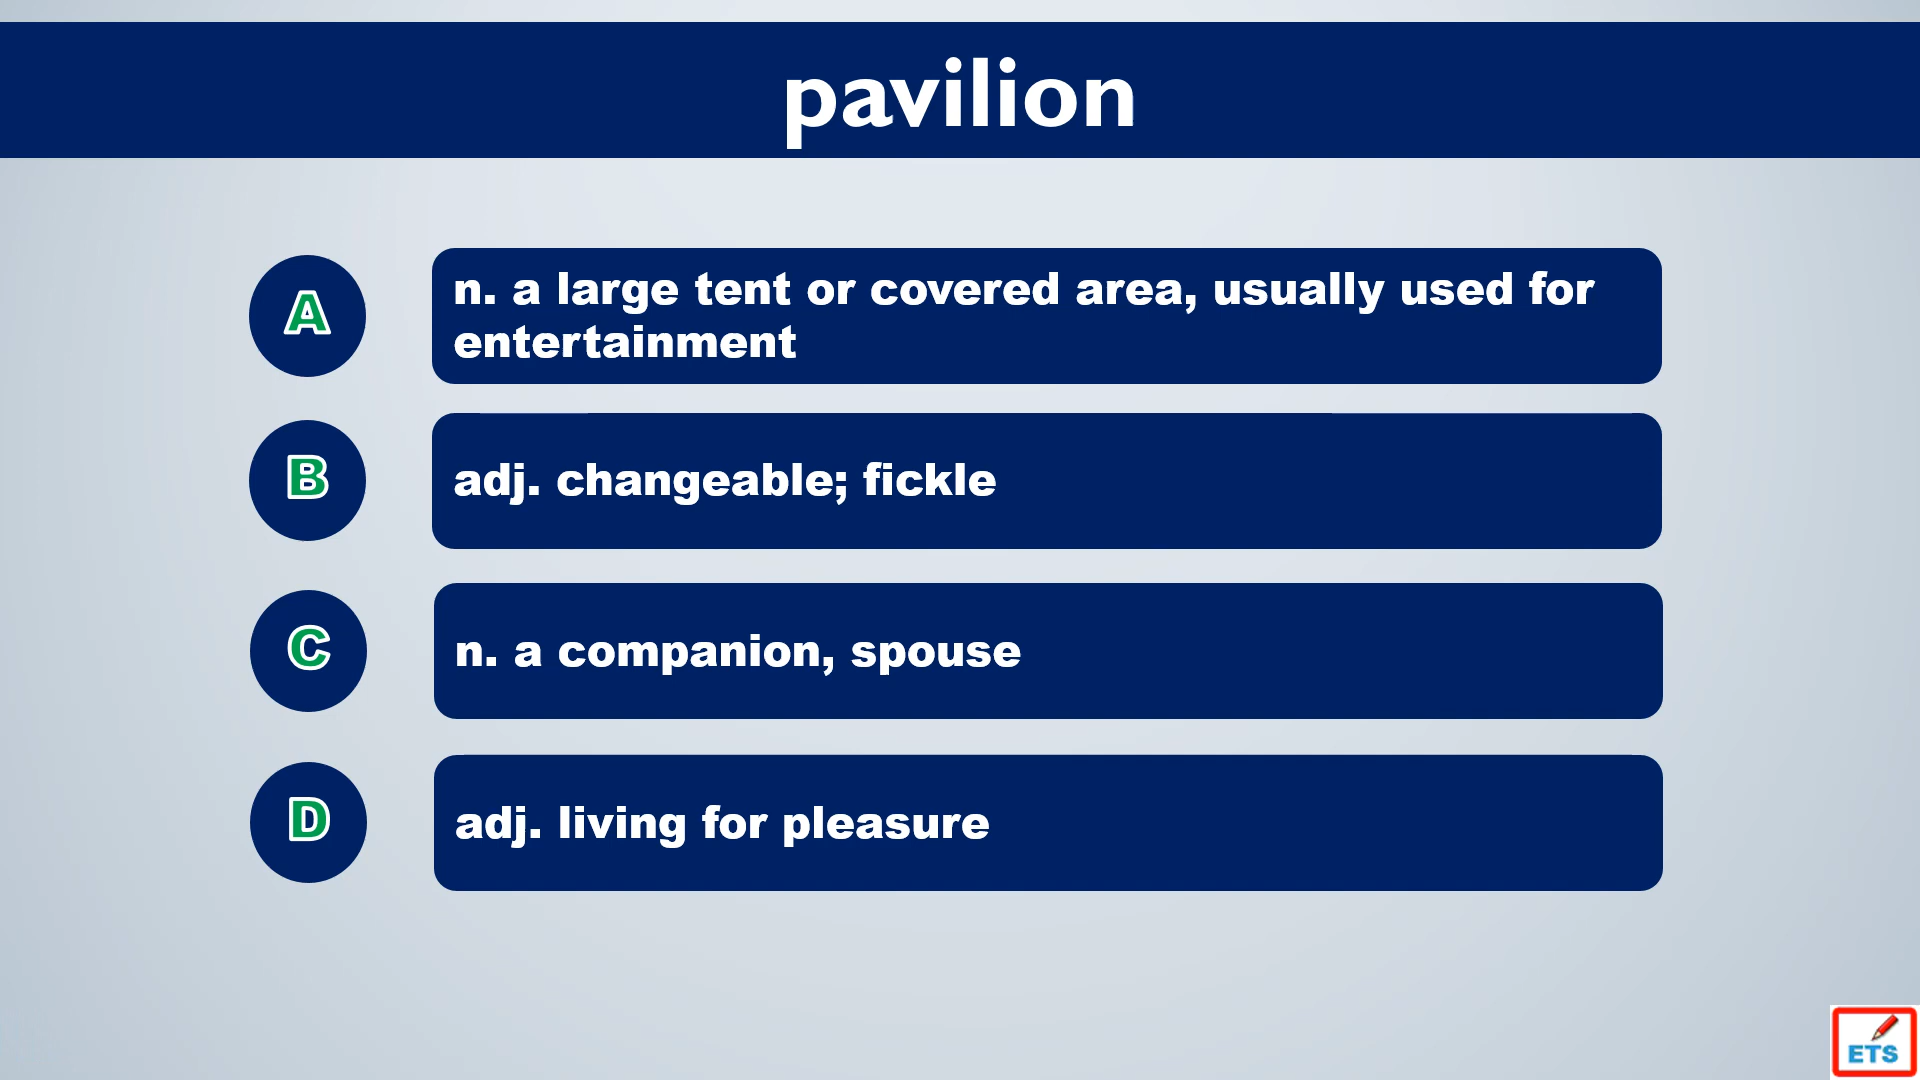 pavilion
A
n. a large tent or covered area, usually used for
entertainment
B
adj. changeable; fickle
C
n. a companion, spouse
D
adj. living for pleasure
ETS